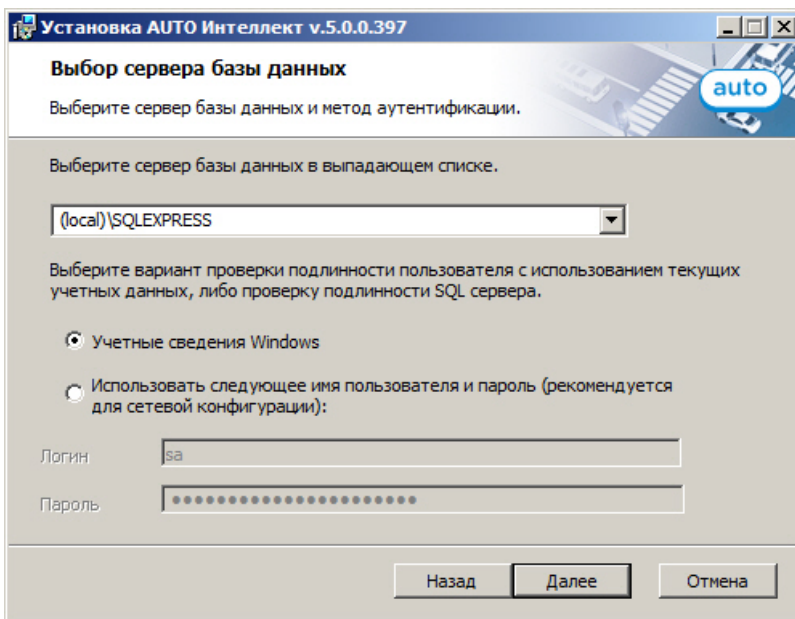 Установка AUTO Интеллект v.5.0.0.397
Выбор сервера базы данных
auto
Выберите сервер базы данных и метод аутентификации.
Выберите сервер базы данных в выпадающем списке.
(local)\SQLEXPRESS
Выберите вариант проверки подлинности пользователя с использованием текущих
учетных данных, либо проверку подлинности SQL сервера.
Учетные сведения Windows
Использовать следующее имя пользователя и пароль (рекомендуется
для сетевой конфигурации):
Логин sa
Пароль ••••••••••••••••••••••
Назад Далее Отмена